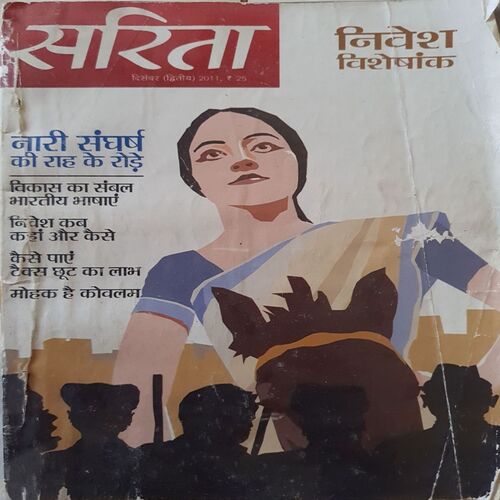 सरिता
दिसंबर (द्वितीय) 2011, ₹ 25
निवेश
विशेषांक
नारी संघर्ष
की राह के रोड़े
विकास का संबल
भारतीय भाषाएं
निवेश कब
कहां और कैसे
कैसे पाएं
टैक्स छूट का लाभ
मोहक है कोवलम